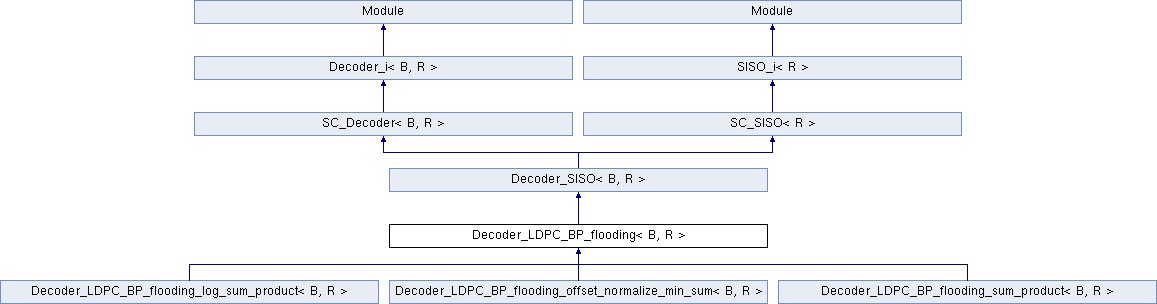 Module
Module
Decoder_i< B, R >
SISO_i< R >
SC_Decoder< B, R >
SC_SISO< R >
Decoder_SISO< B, R >
Decoder_LDPC_BP_flooding< B, R >
Decoder_LDPC_BP_flooding_log_sum_product< B, R >
Decoder_LDPC_BP_flooding_offset_normalize_min_sum< B, R >
Decoder_LDPC_BP_flooding_sum_product< B, R >